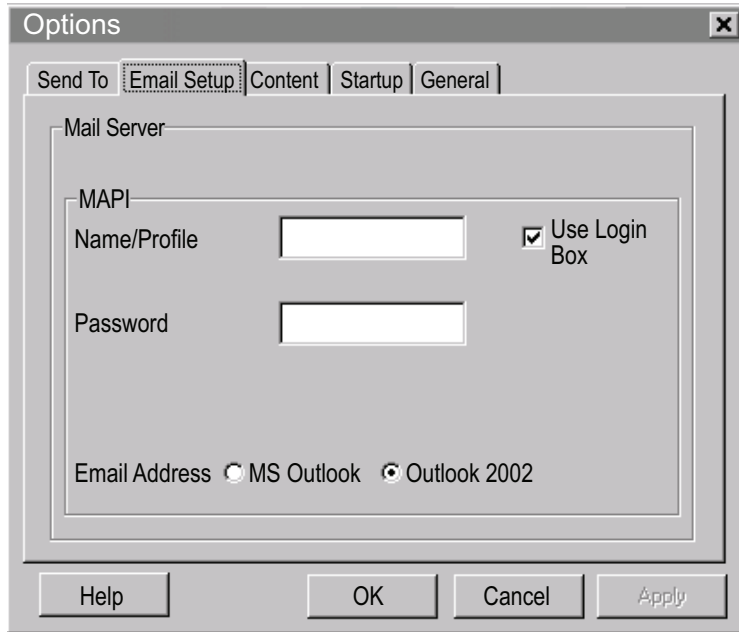 Options
Send To Email Setup Content Startup General
Mail Server
MAPI
Name/Profile
Use Login
Box
Password
Email Address MS Outlook Outlook 2002
Help OK Cancel Apply